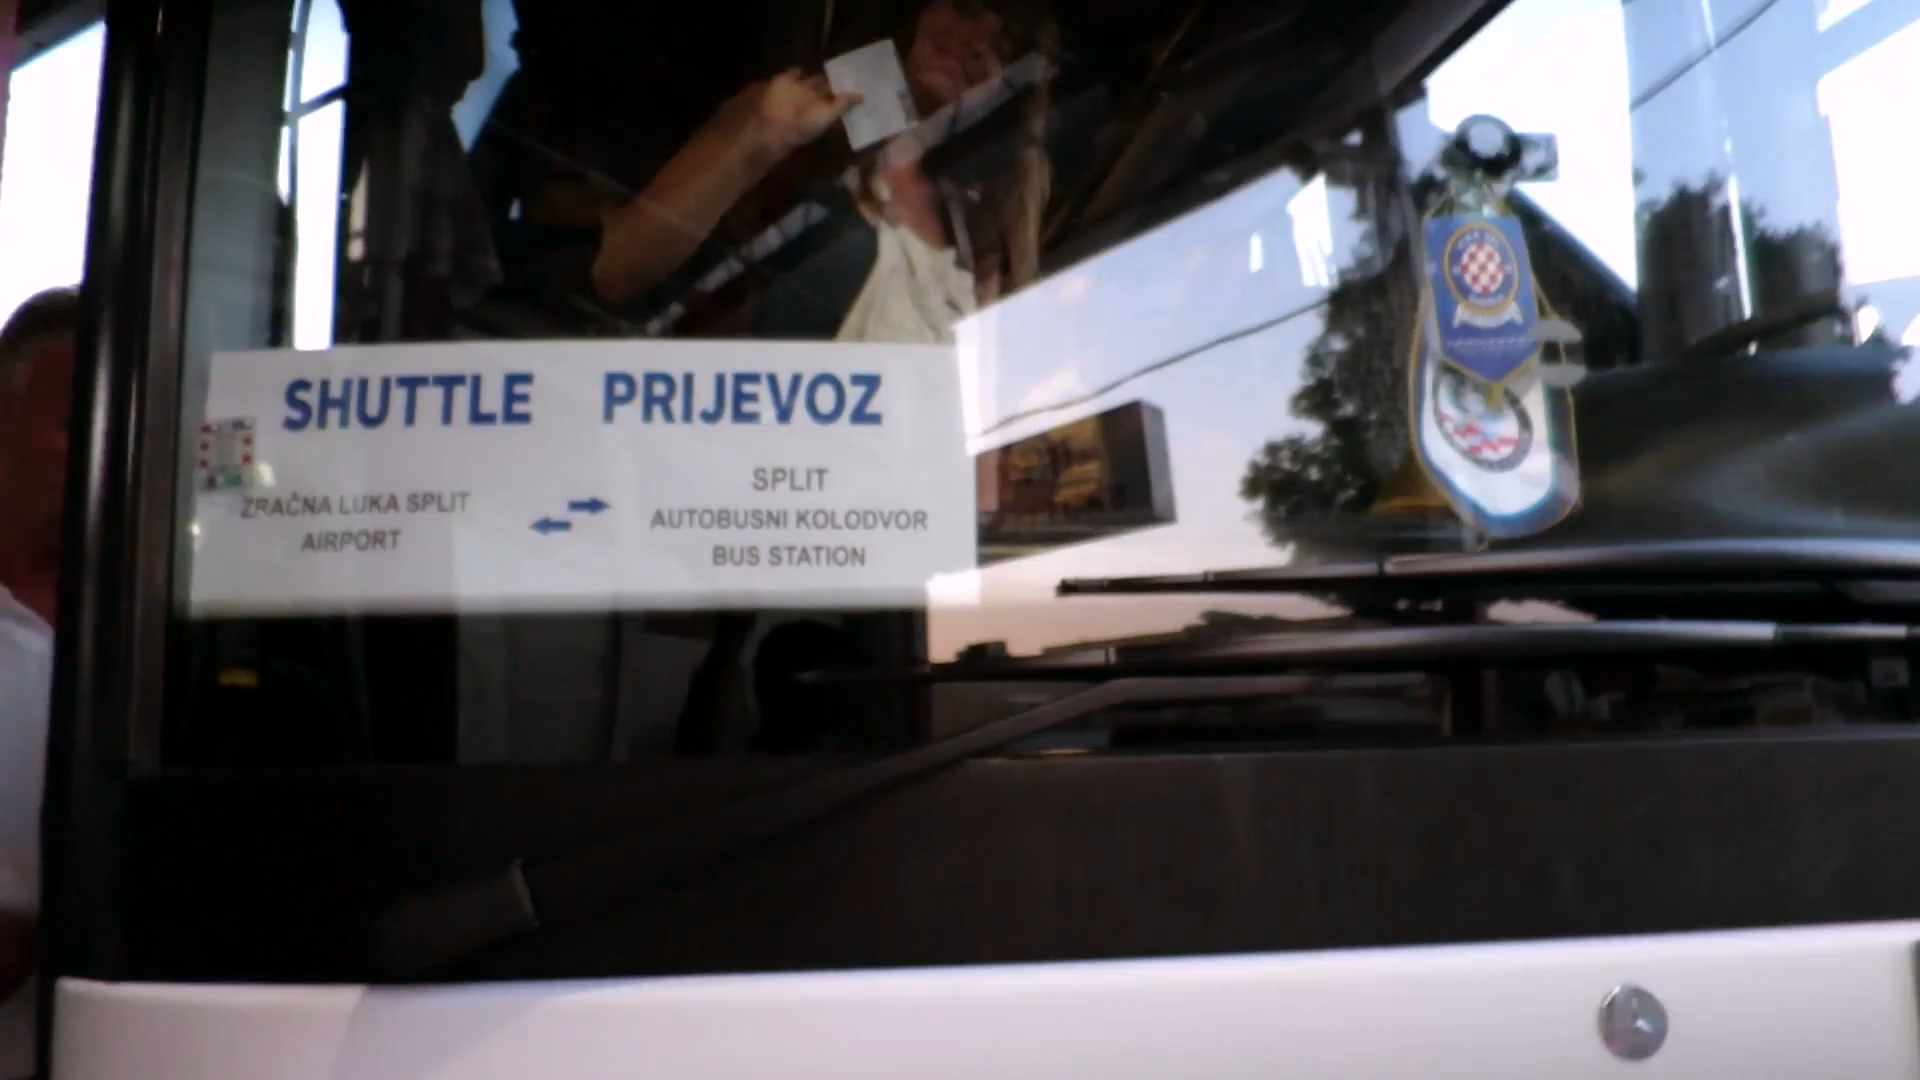 SHUTTLE PRIJEVOZ
ZRAČNA LUKA SPLIT
AIRPORT
SPLIT
AUTOBUSNI KOLODVOR
BUS STATION